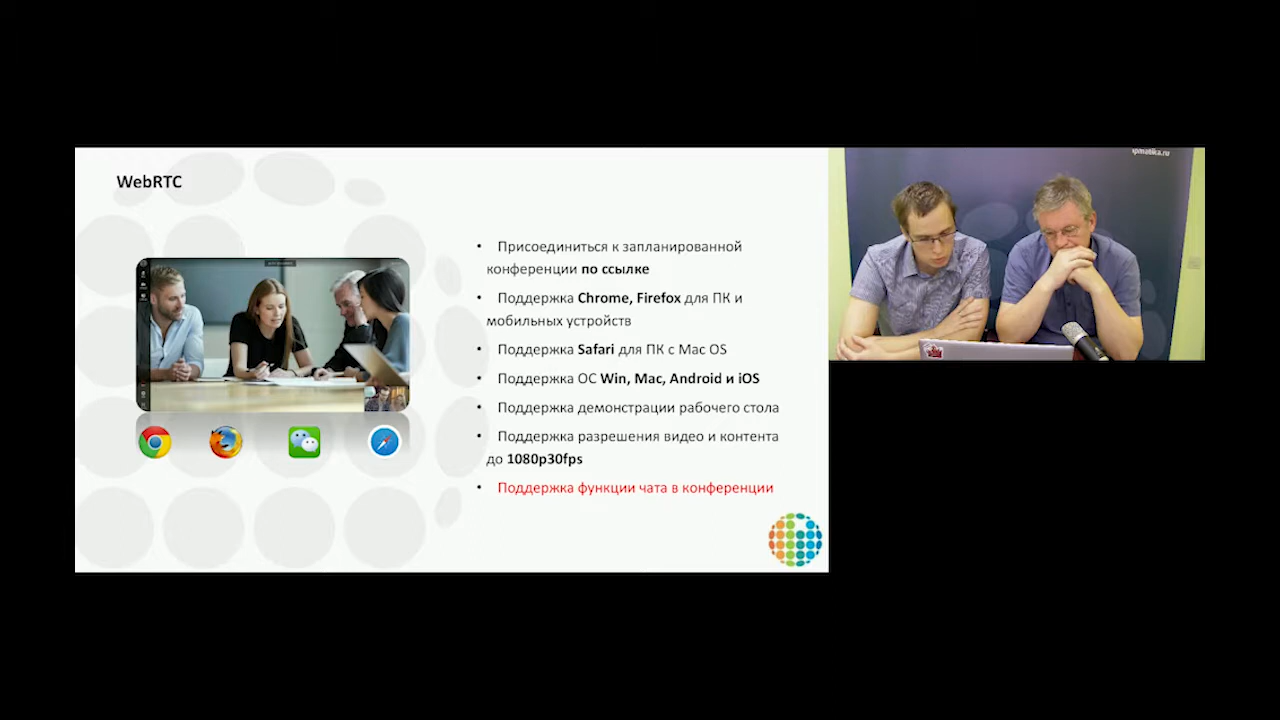 WebRTC
• Присоединиться к запланированной
конференции по ссылке
• Поддержка Chrome, Firefox для ПК и
мобильных устройств
• Поддержка Safari для ПК с Mac OS
• Поддержка ОС Win, Mac, Android и iOS
• Поддержка демонстрации рабочего стола
• Поддержка разрешения видео и контента
до 1080p30fps
• Поддержка функции чата в конференции